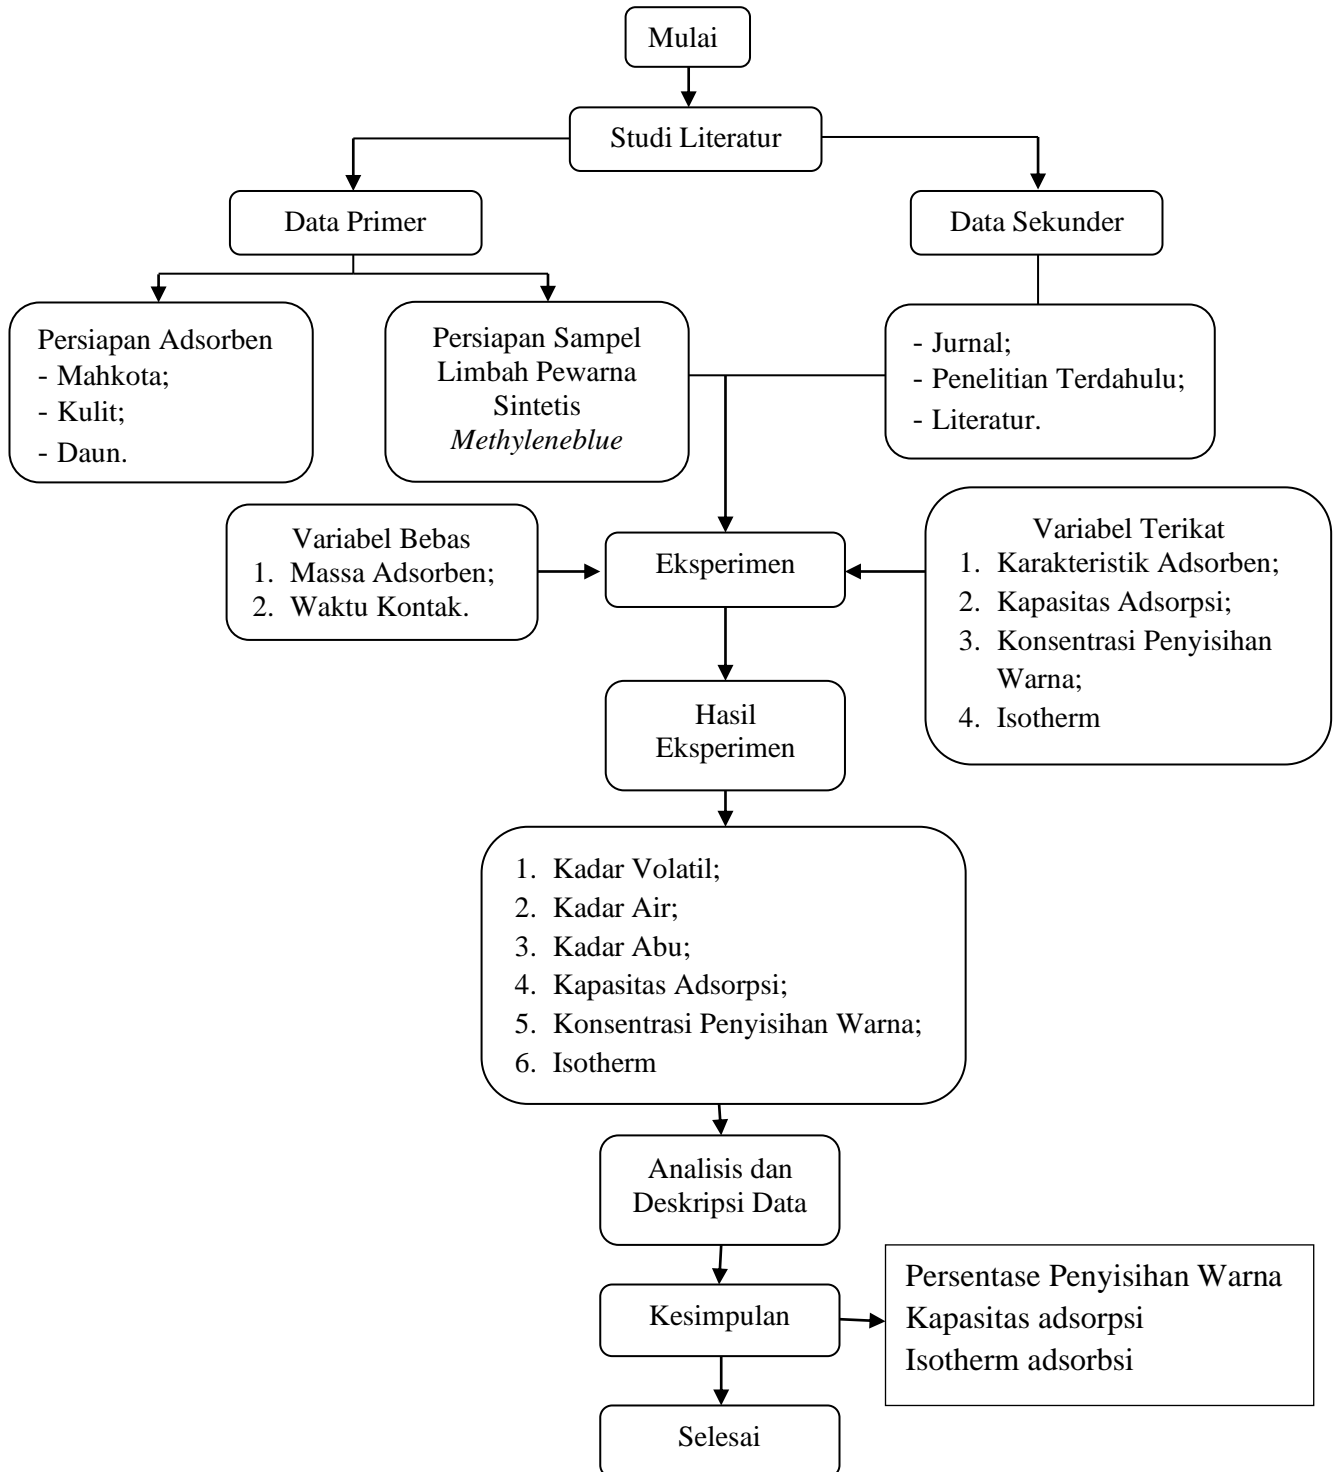 Mulai
Studi Literatur
Data Primer
Data Sekunder
Persiapan Adsorben
- Mahkota;
- Kulit;
- Daun.
Persiapan Sampel
Limbah Pewarna
Sintetis
Methyleneblue
- Jurnal;
- Penelitian Terdahulu;
- Literatur.
Variabel Bebas
1. Massa Adsorben;
2. Waktu Kontak.
Eksperimen
Variabel Terikat
1. Karakteristik Adsorben;
2. Kapasitas Adsorpsi;
3. Konsentrasi Penyisihan
Warna;
4. Isotherm
Hasil
Eksperimen
1. Kadar Volatil;
2. Kadar Air;
3. Kadar Abu;
4. Kapasitas Adsorpsi;
5. Konsentrasi Penyisihan Warna;
6. Isotherm
Analisis dan
Deskripsi Data
Kesimpulan
Persentase Penyisihan Warna
Kapasitas adsorpsi
Isotherm adsorbsi
Selesai